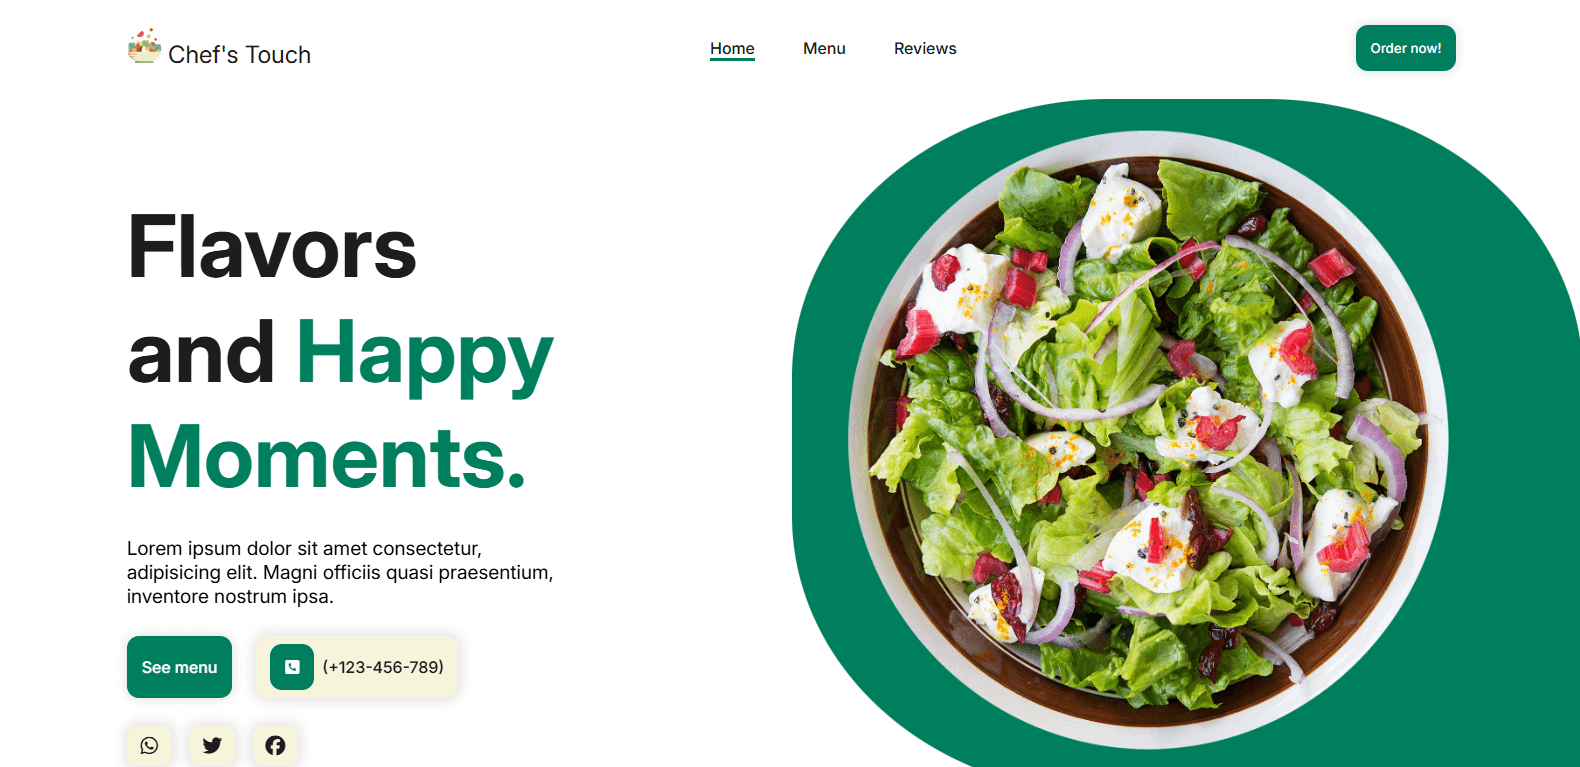 Chef's Touch
Home
Menu
Reviews
Order now!
Flavors
and Happy
Moments.
Lorem ipsum dolor sit amet consectetur,
adipisicing elit. Magni officiis quasi praesentium,
inventore nostrum ipsa.
See menu
(+123-456-789)